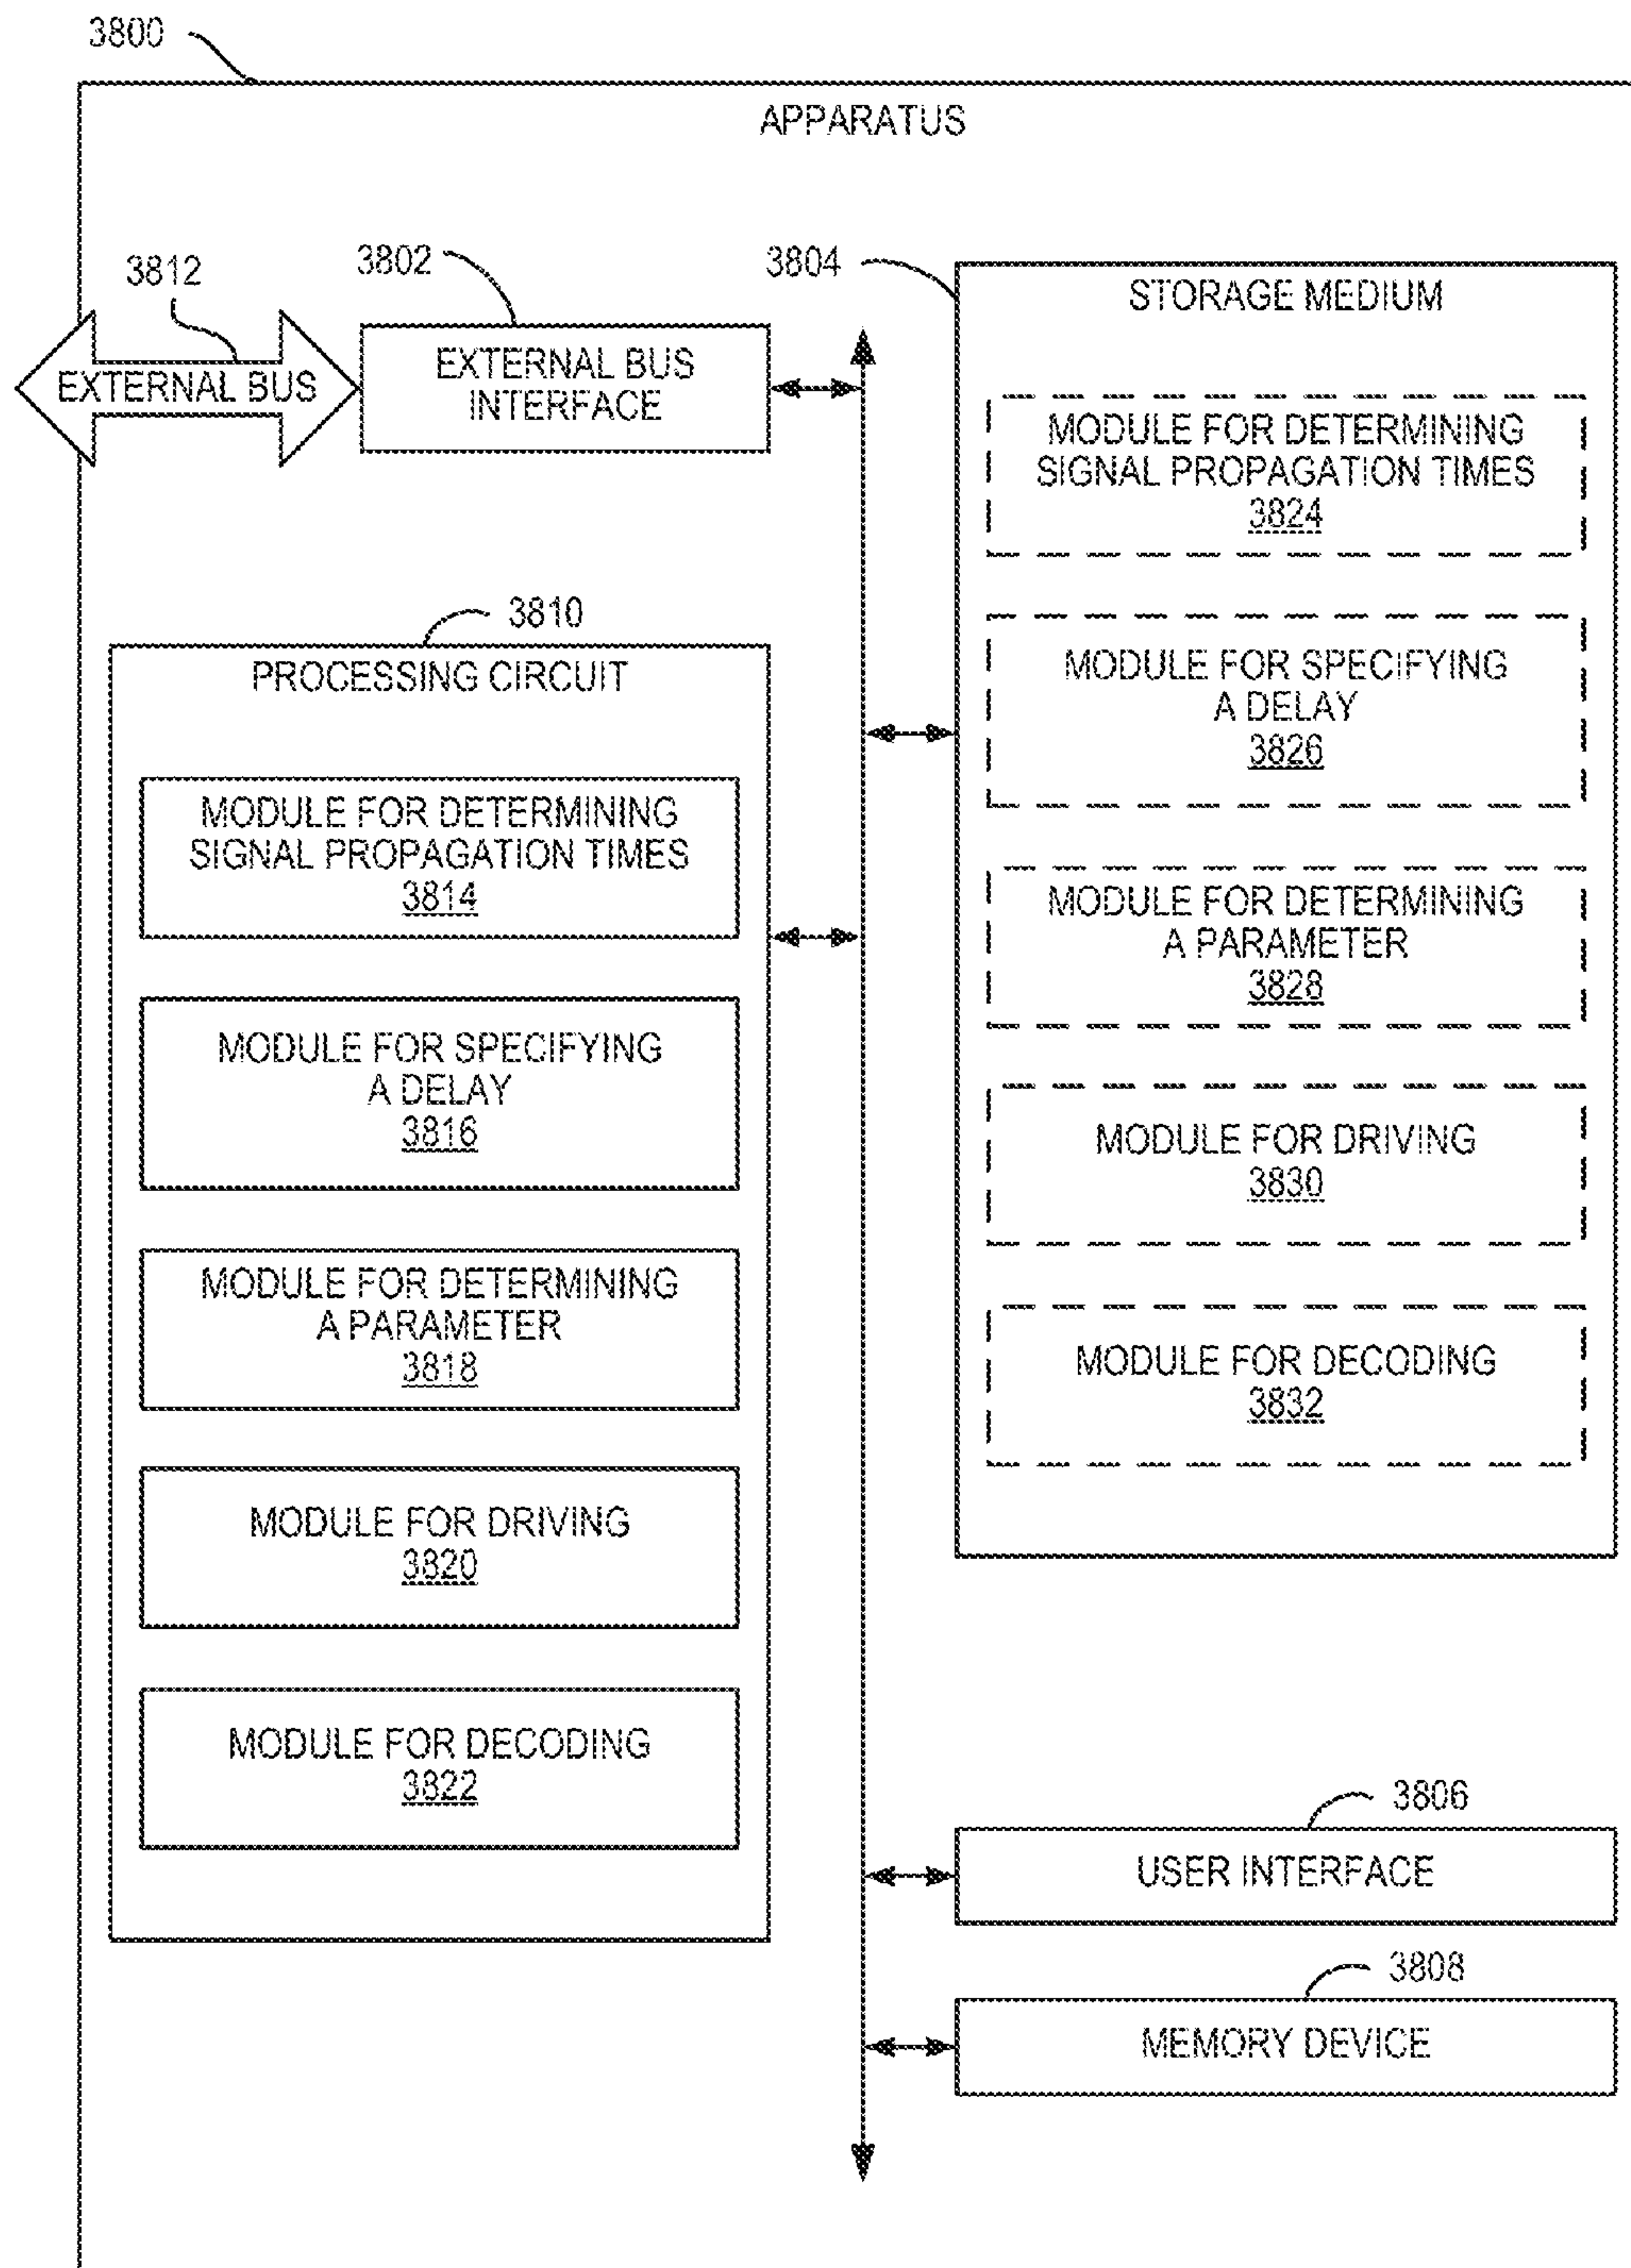 3800
APPARATUS
3812
3802
EXTERNAL BUS
EXTERNAL BUS
INTERFACE
3810
PROCESSING CIRCUIT
MODULE FOR DETERMINING
SIGNAL PROPAGATION TIMES
3814
MODULE FOR SPECIFYING
A DELAY
3816
MODULE FOR DETERMINING
A PARAMETER
3818
MODULE FOR DRIVING
3820
MODULE FOR DECODING
3822
3804
STORAGE MEDIUM
MODULE FOR DETERMINING
SIGNAL PROPAGATION TIMES
3824
MODULE FOR SPECIFYING
A DELAY
3826
MODULE FOR DETERMINING
A PARAMETER
3828
MODULE FOR DRIVING
3830
MODULE FOR DECODING
3832
3806
USER INTERFACE
3808
MEMORY DEVICE